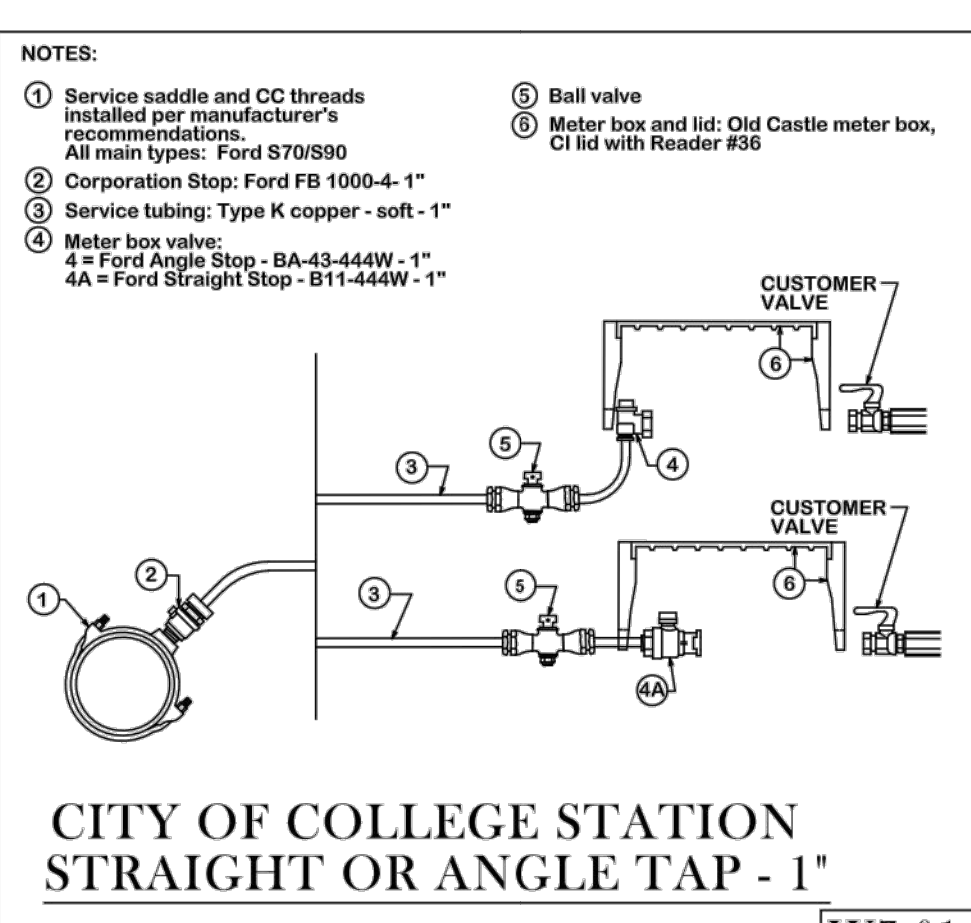 NOTES:
1 Service saddle and CC threads
installed per manufacturer's
recommendations.
All main types: Ford S70/S90
2 Corporation Stop: Ford FB 1000-4- 1"
3 Service tubing: Type K copper - soft - 1"
4 Meter box valve:
4 = Ford Angle Stop - BA-43-444W - 1"
4A = Ford Straight Stop - B11-444W - 1"
5 Ball valve
6 Meter box and lid: Old Castle meter box,
CI lid with Reader #36
CUSTOMER
VALVE
6
5
3
4
CUSTOMER
VALVE
2
6
5
3
1
4A
CITY OF COLLEGE STATION
STRAIGHT OR ANGLE TAP - 1"